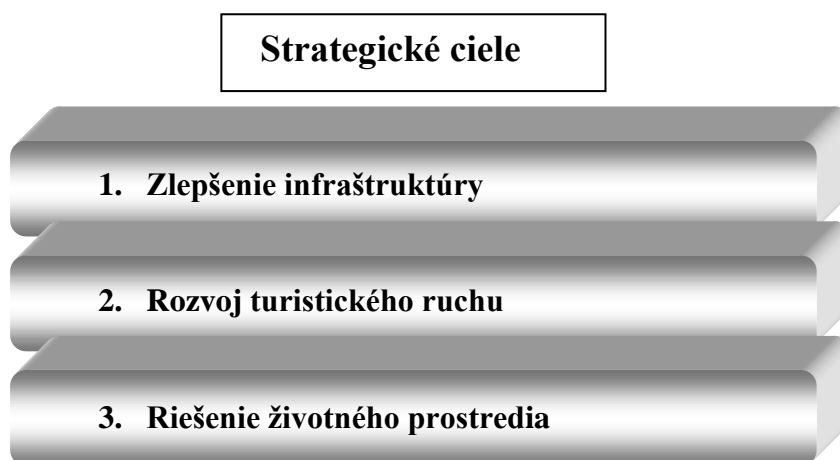 Strategické ciele
1. Zlepšenie infraštruktúry
2. Rozvoj turistického ruchu
3. Riešenie životného prostredia